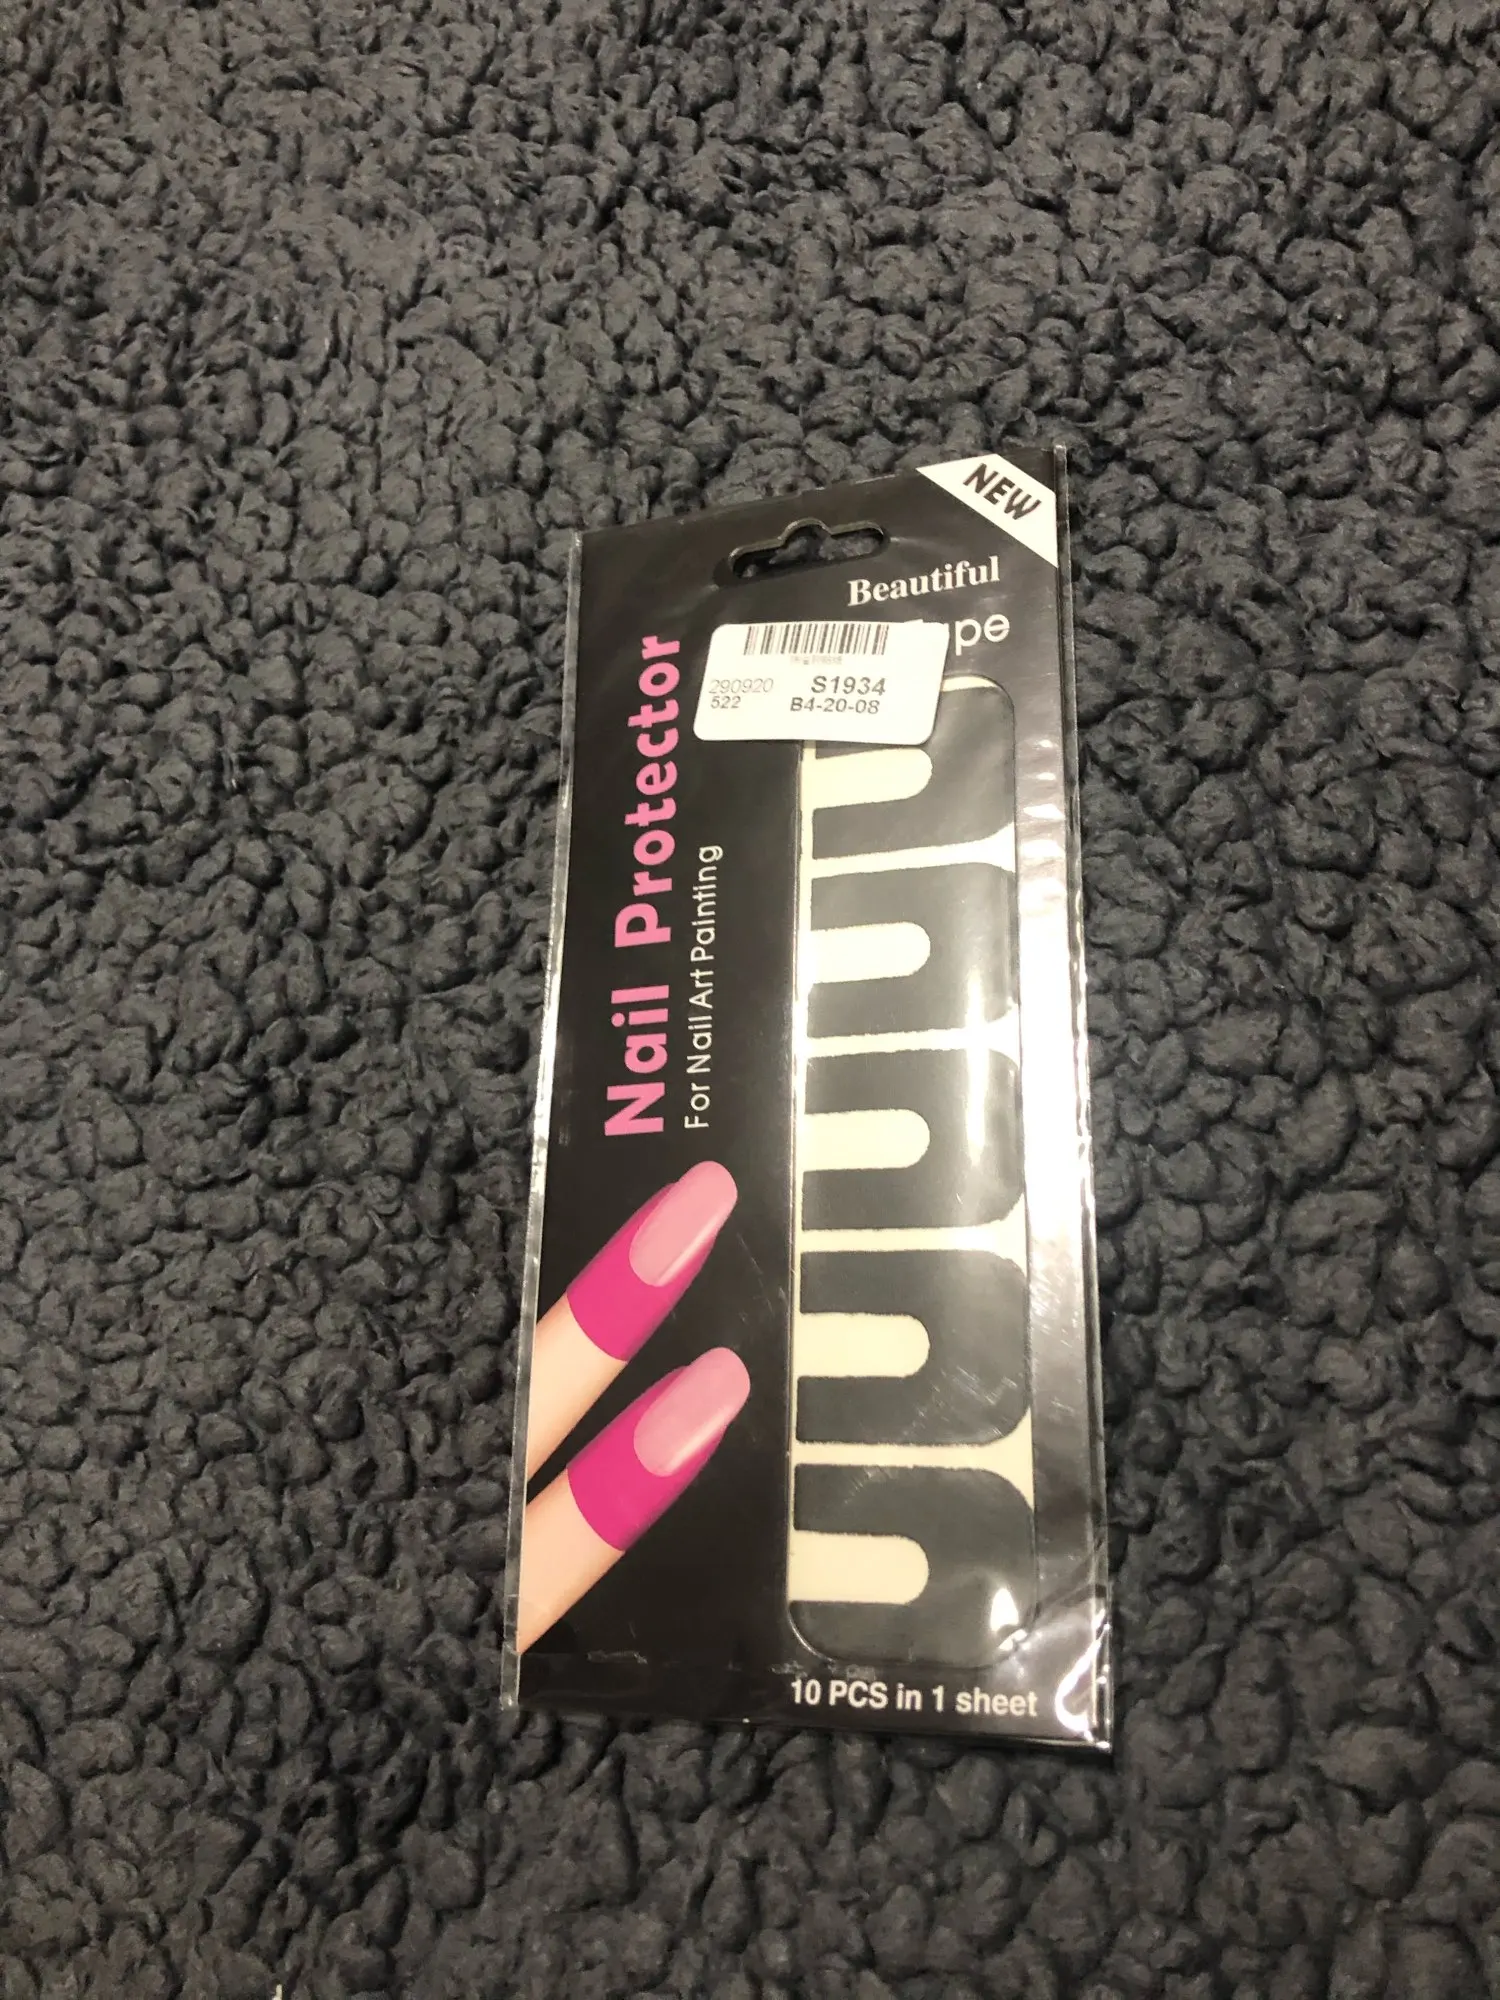 NEW
Beautiful
Tape
S1934
290920
522
B4-20-08
Nail Protector
For Nail Art Painting
10 PCS in 1 sheet